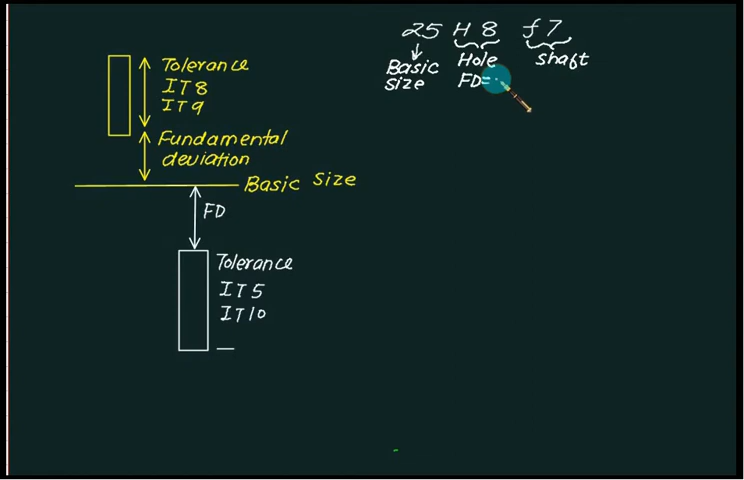 25 H 8 f 7
Basic
size
Hole
FD=
shaft
Tolerance
IT8
IT9
Fundamental
deviation
Basic Size
FD
Tolerance
IT5
IT10